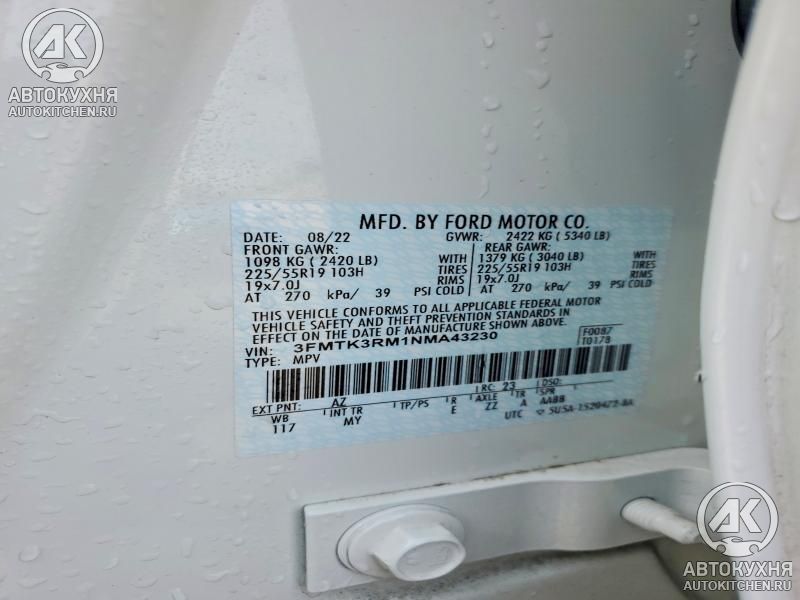 АК
АВТОКУХНЯ
AUTOKITCHEN.RU
MFD. BY FORD MOTOR CO.
DATE: 08/22 GVWR: 2422 KG ( 5340 LB)
FRONT GAWR: REAR GAWR:
1098 KG ( 2420 LB) WITH 1379 KG ( 3040 LB) WITH
225/55R19 103H TIRES 225/55R19 103H TIRES
19x7.0J RIMS 19x7.0J RIMS
AT 270 kPa/ 39 PSI COLD AT 270 kPa/ 39 PSI COLD
THIS VEHICLE CONFORMS TO ALL APPLICABLE FEDERAL MOTOR
VEHICLE SAFETY AND THEFT PREVENTION STANDARDS IN
EFFECT ON THE DATE OF MANUFACTURE SHOWN ABOVE.
VIN: 3FMTK3RM1NMA43230 F0087
TYPE: MPV T0178
EXT PNT: AZ RC: 23 DSO:
WB INT TR TP/PS R AXLE TR SPR
117 MY E ZZ A AABB
UTC 5U5A-1520472-BA
АК
АВТОКУХНЯ
AUTOKITCHEN.RU